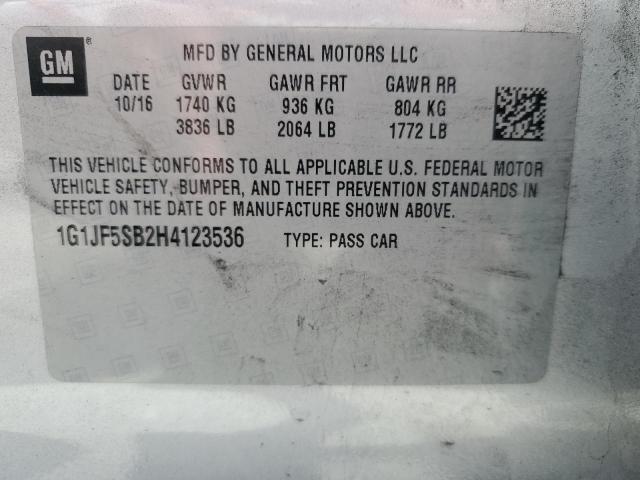 GM ® MFD BY GENERAL MOTORS LLC
DATE GVWR GAWR FRT GAWR RR
10/16 1740 KG 936 KG 804 KG
3836 LB 2064 LB 1772 LB
THIS VEHICLE CONFORMS TO ALL APPLICABLE U.S. FEDERAL MOTOR
VEHICLE SAFETY, BUMPER, AND THEFT PREVENTION STANDARDS IN
EFFECT ON THE DATE OF MANUFACTURE SHOWN ABOVE.
1G1JF5SB2H4123536 TYPE: PASS CAR